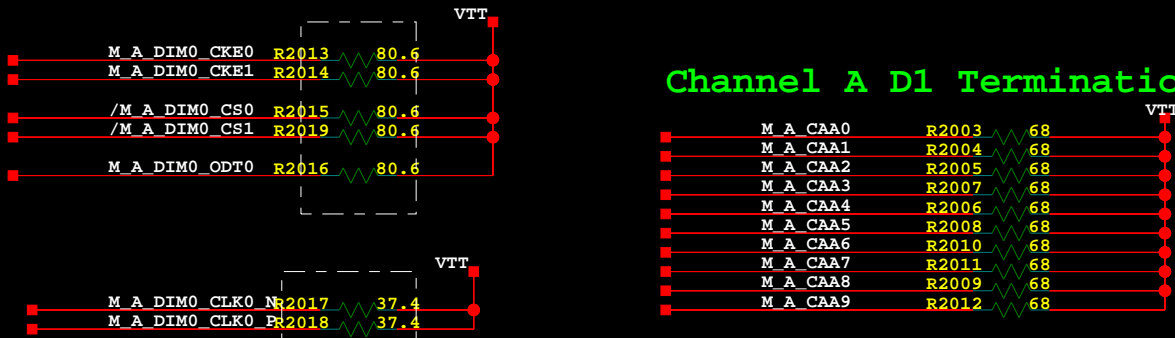 VTT
M_A_DIM0_CKE0 R2013 80.6
M_A_DIM0_CKE1 R2014 80.6
/M_A_DIM0_CS0 R2015 80.6
/M_A_DIM0_CS1 R2019 80.6
M_A_DIM0_ODT0 R2016 80.6
VTT
M_A_DIM0_CLK0_N R2017 37.4
M_A_DIM0_CLK0_P R2018 37.4
Channel A D1 Terminatio
VTT
M_A_CAA0 R2003 68
M_A_CAA1 R2004 68
M_A_CAA2 R2005 68
M_A_CAA3 R2007 68
M_A_CAA4 R2006 68
M_A_CAA5 R2008 68
M_A_CAA6 R2010 68
M_A_CAA7 R2011 68
M_A_CAA8 R2009 68
M_A_CAA9 R2012 68